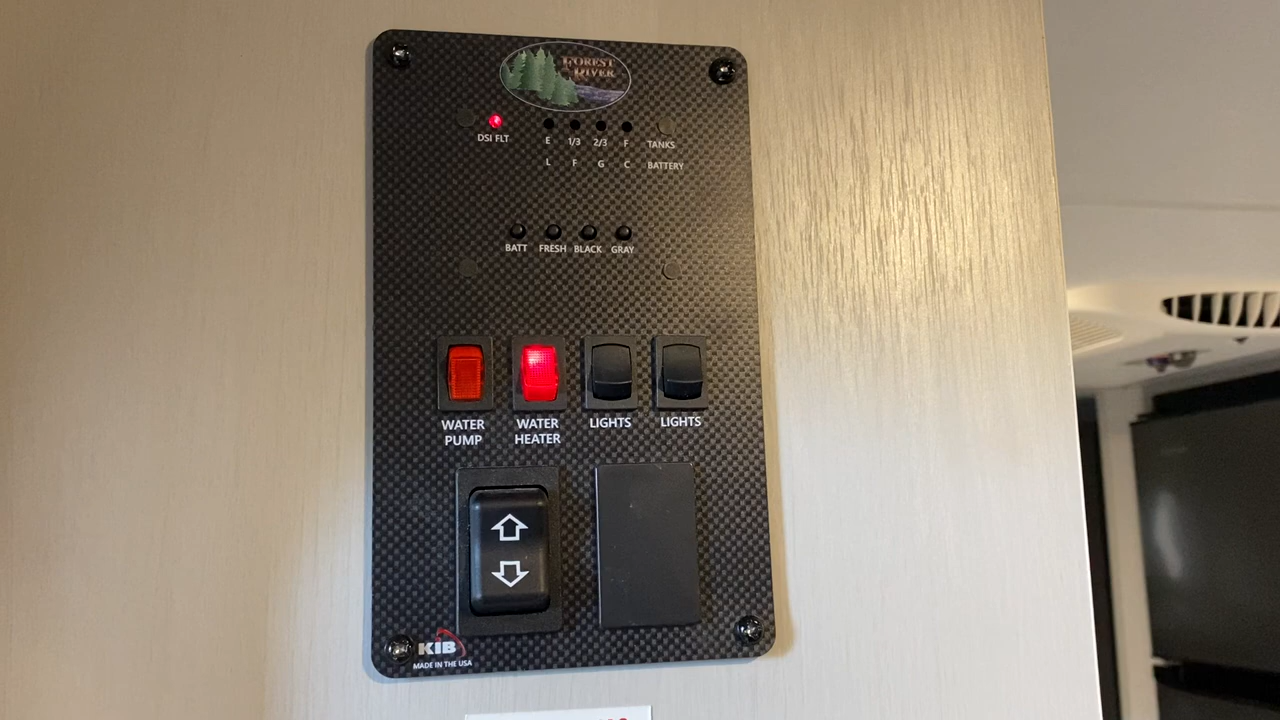 FOREST
RIVER
DSI FLT
E 1/3 2/3 F TANKS
L F G C BATTERY
BATT FRESH BLACK GRAY
WATER PUMP
WATER HEATER
LIGHTS
LIGHTS
KIB
MADE IN THE USA